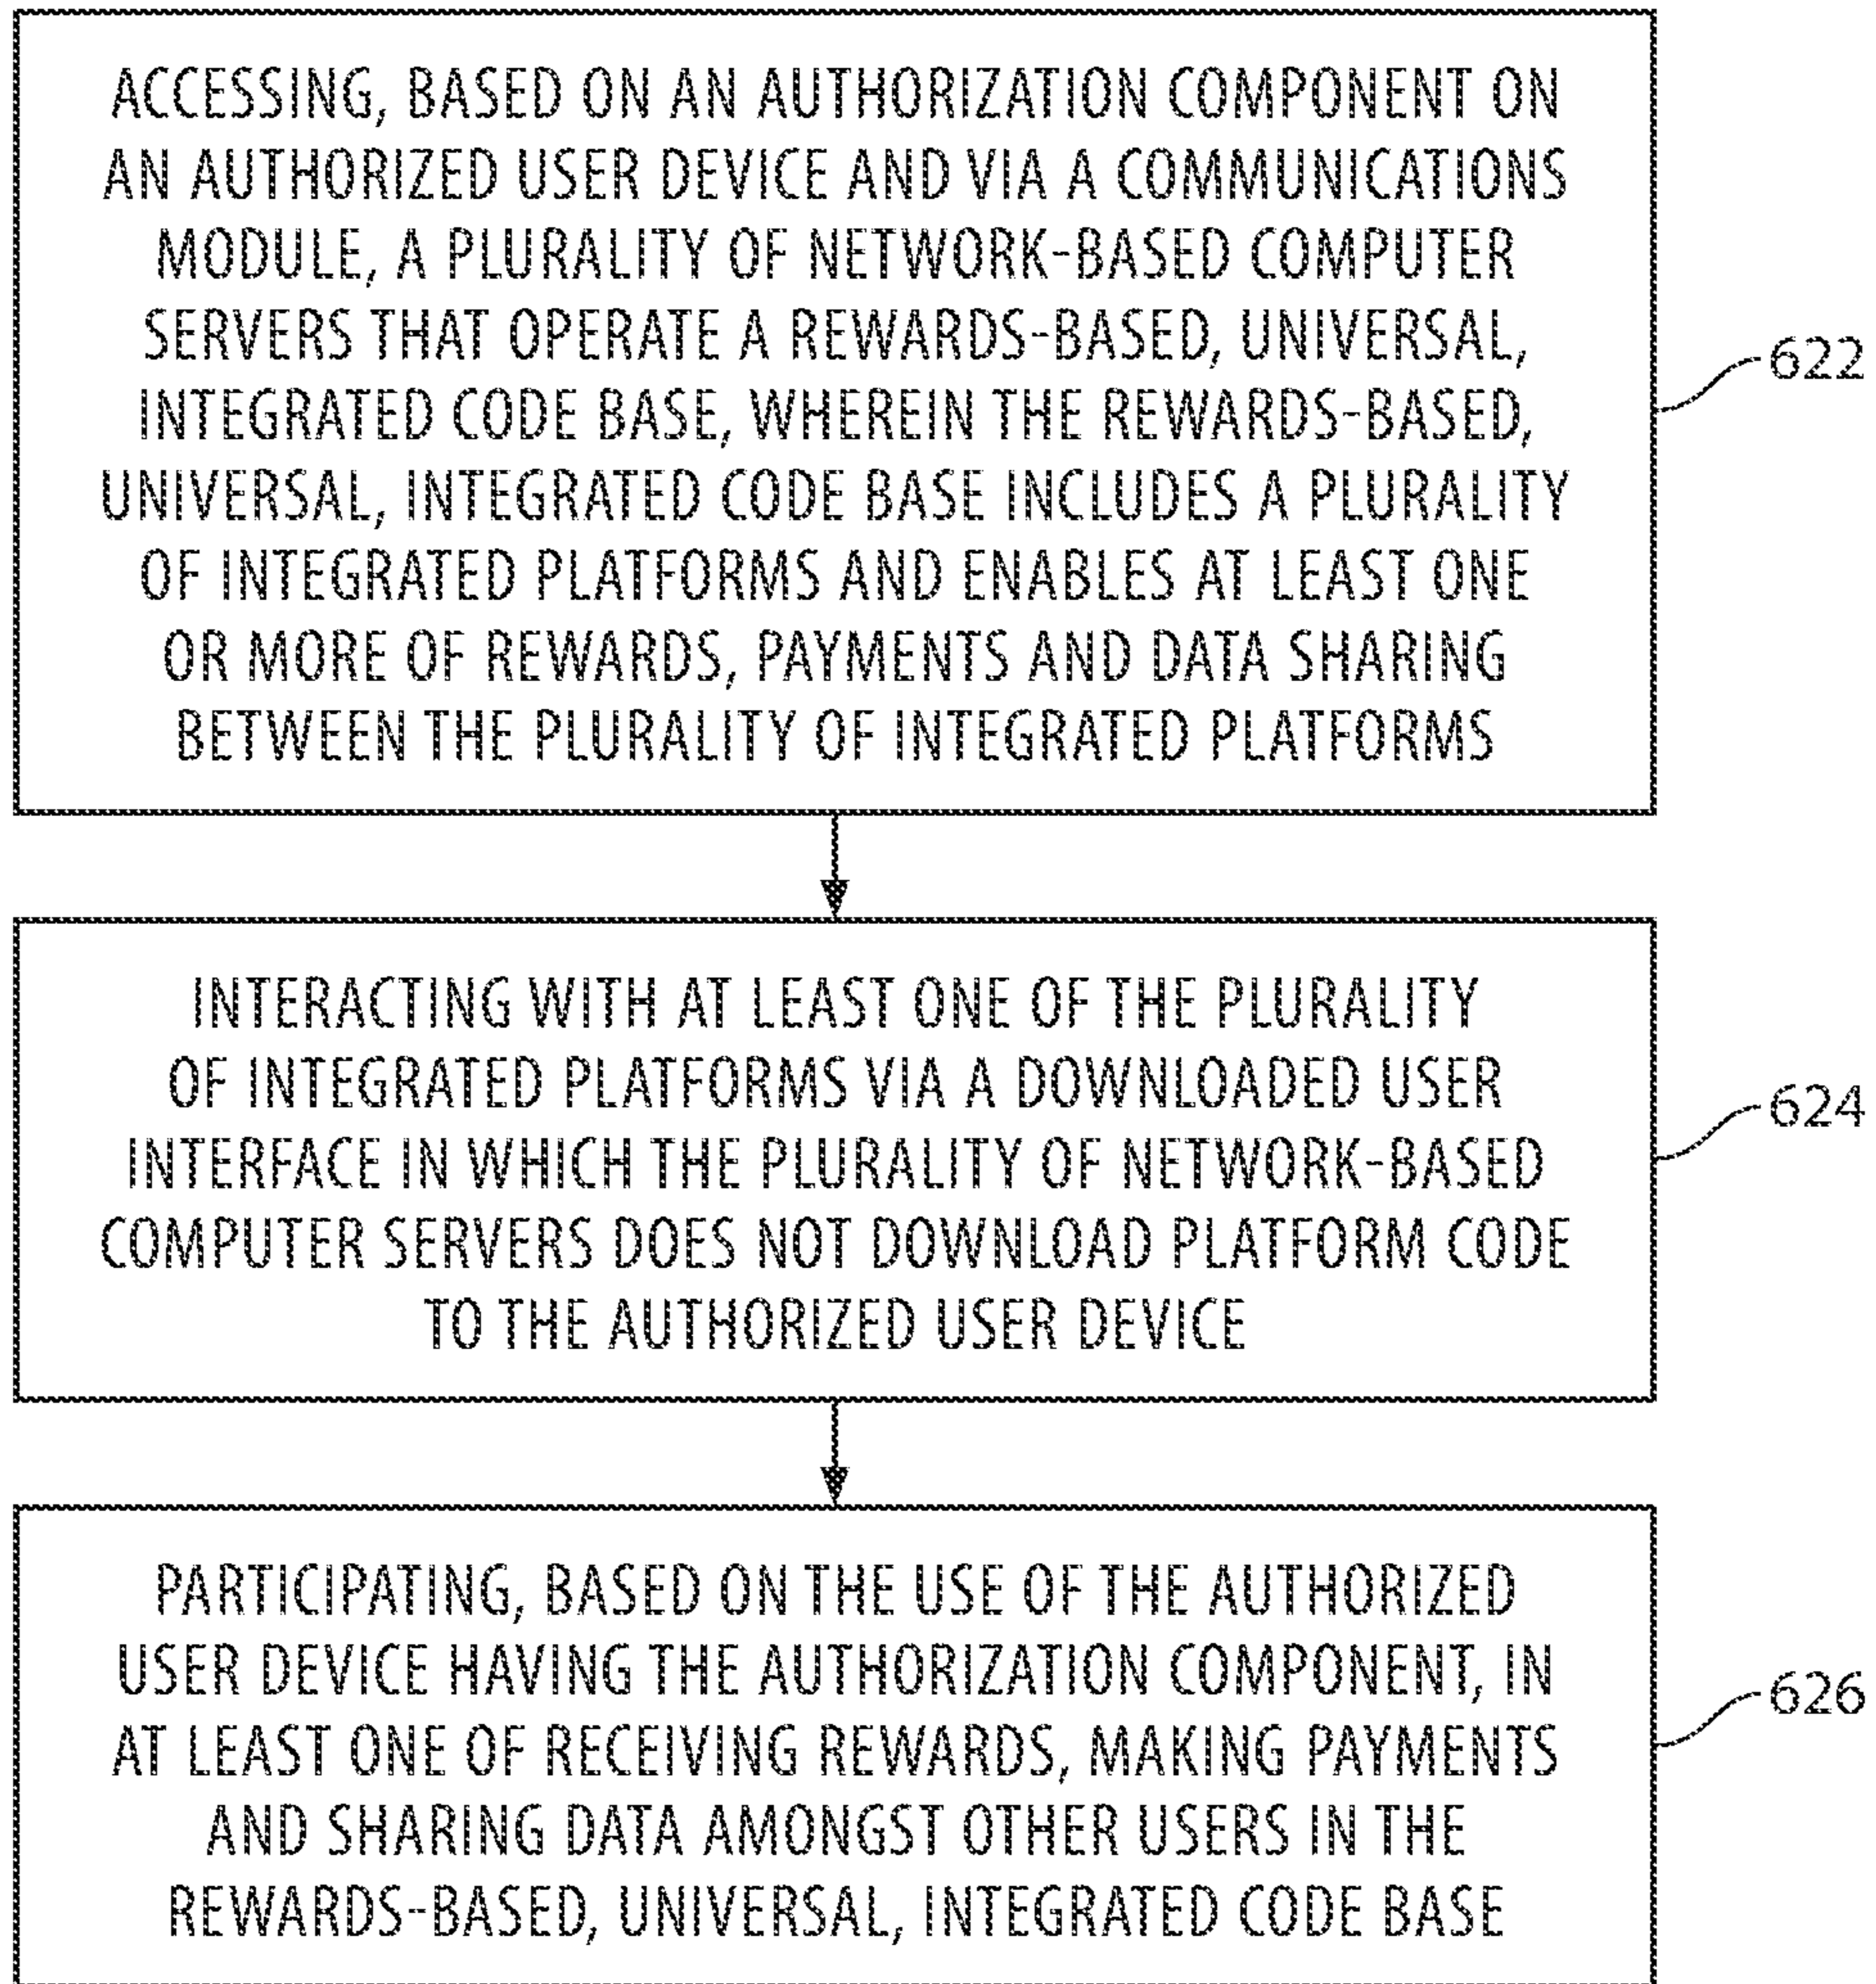 ACCESSING, BASED ON AN AUTHORIZATION COMPONENT ON
AN AUTHORIZED USER DEVICE AND VIA A COMMUNICATIONS
MODULE, A PLURALITY OF NETWORK-BASED COMPUTER
SERVERS THAT OPERATE A REWARDS-BASED, UNIVERSAL,
INTEGRATED CODE BASE, WHEREIN THE REWARDS-BASED,
UNIVERSAL, INTEGRATED CODE BASE INCLUDES A PLURALITY
OF INTEGRATED PLATFORMS AND ENABLES AT LEAST ONE
OR MORE OF REWARDS, PAYMENTS AND DATA SHARING
BETWEEN THE PLURALITY OF INTEGRATED PLATFORMS
622
INTERACTING WITH AT LEAST ONE OF THE PLURALITY
OF INTEGRATED PLATFORMS VIA A DOWNLOADED USER
INTERFACE IN WHICH THE PLURALITY OF NETWORK-BASED
COMPUTER SERVERS DOES NOT DOWNLOAD PLATFORM CODE
TO THE AUTHORIZED USER DEVICE
624
PARTICIPATING, BASED ON THE USE OF THE AUTHORIZED
USER DEVICE HAVING THE AUTHORIZATION COMPONENT, IN
AT LEAST ONE OF RECEIVING REWARDS, MAKING PAYMENTS
AND SHARING DATA AMONGST OTHER USERS IN THE
REWARDS-BASED, UNIVERSAL, INTEGRATED CODE BASE
626